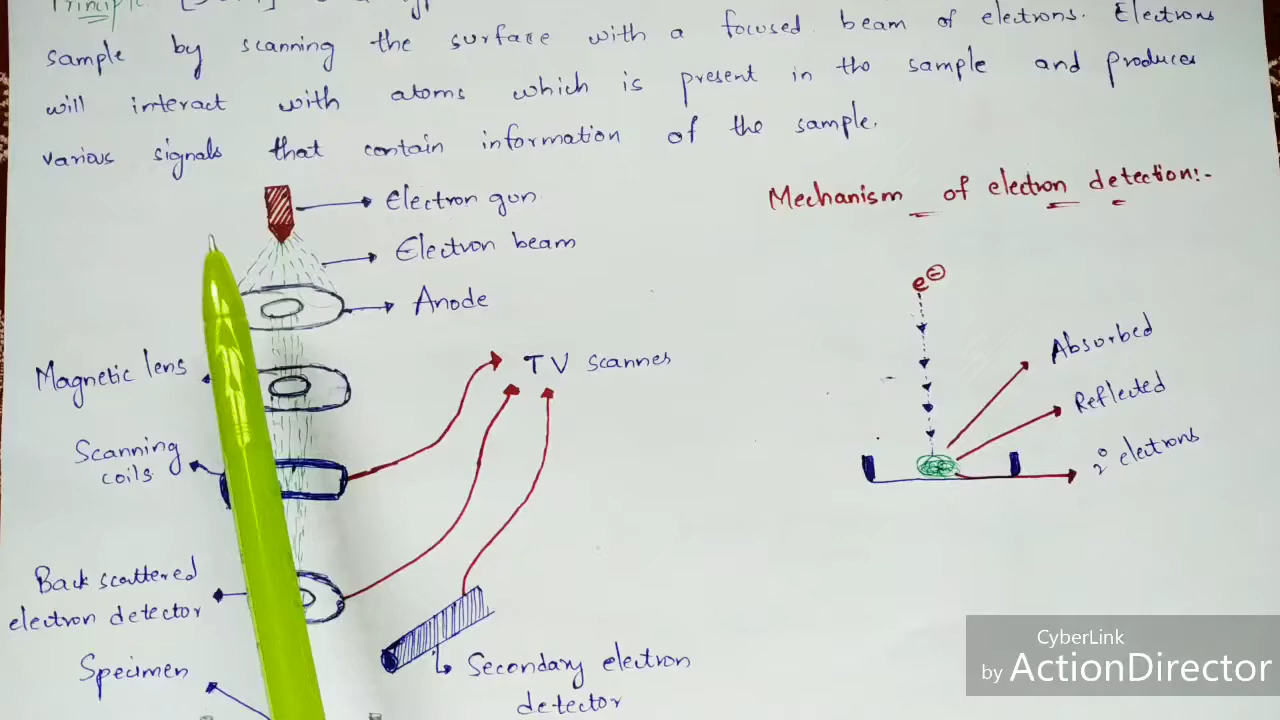 Principle
sample by scanning the surface with a focused beam of electrons. Electrons
will interact with atoms which is present in the sample and produces
various signals that contain information of the sample.
Mechanism of electron detection:-
Electron gun
Electron beam
Anode
Magnetic lens
TV scannes
Scanning
coils
Back scattered
electron detector
Specimen
Secondary electron
detector
e⊖
Absorbed
Reflected
2° electrons
CyberLink
by ActionDirector